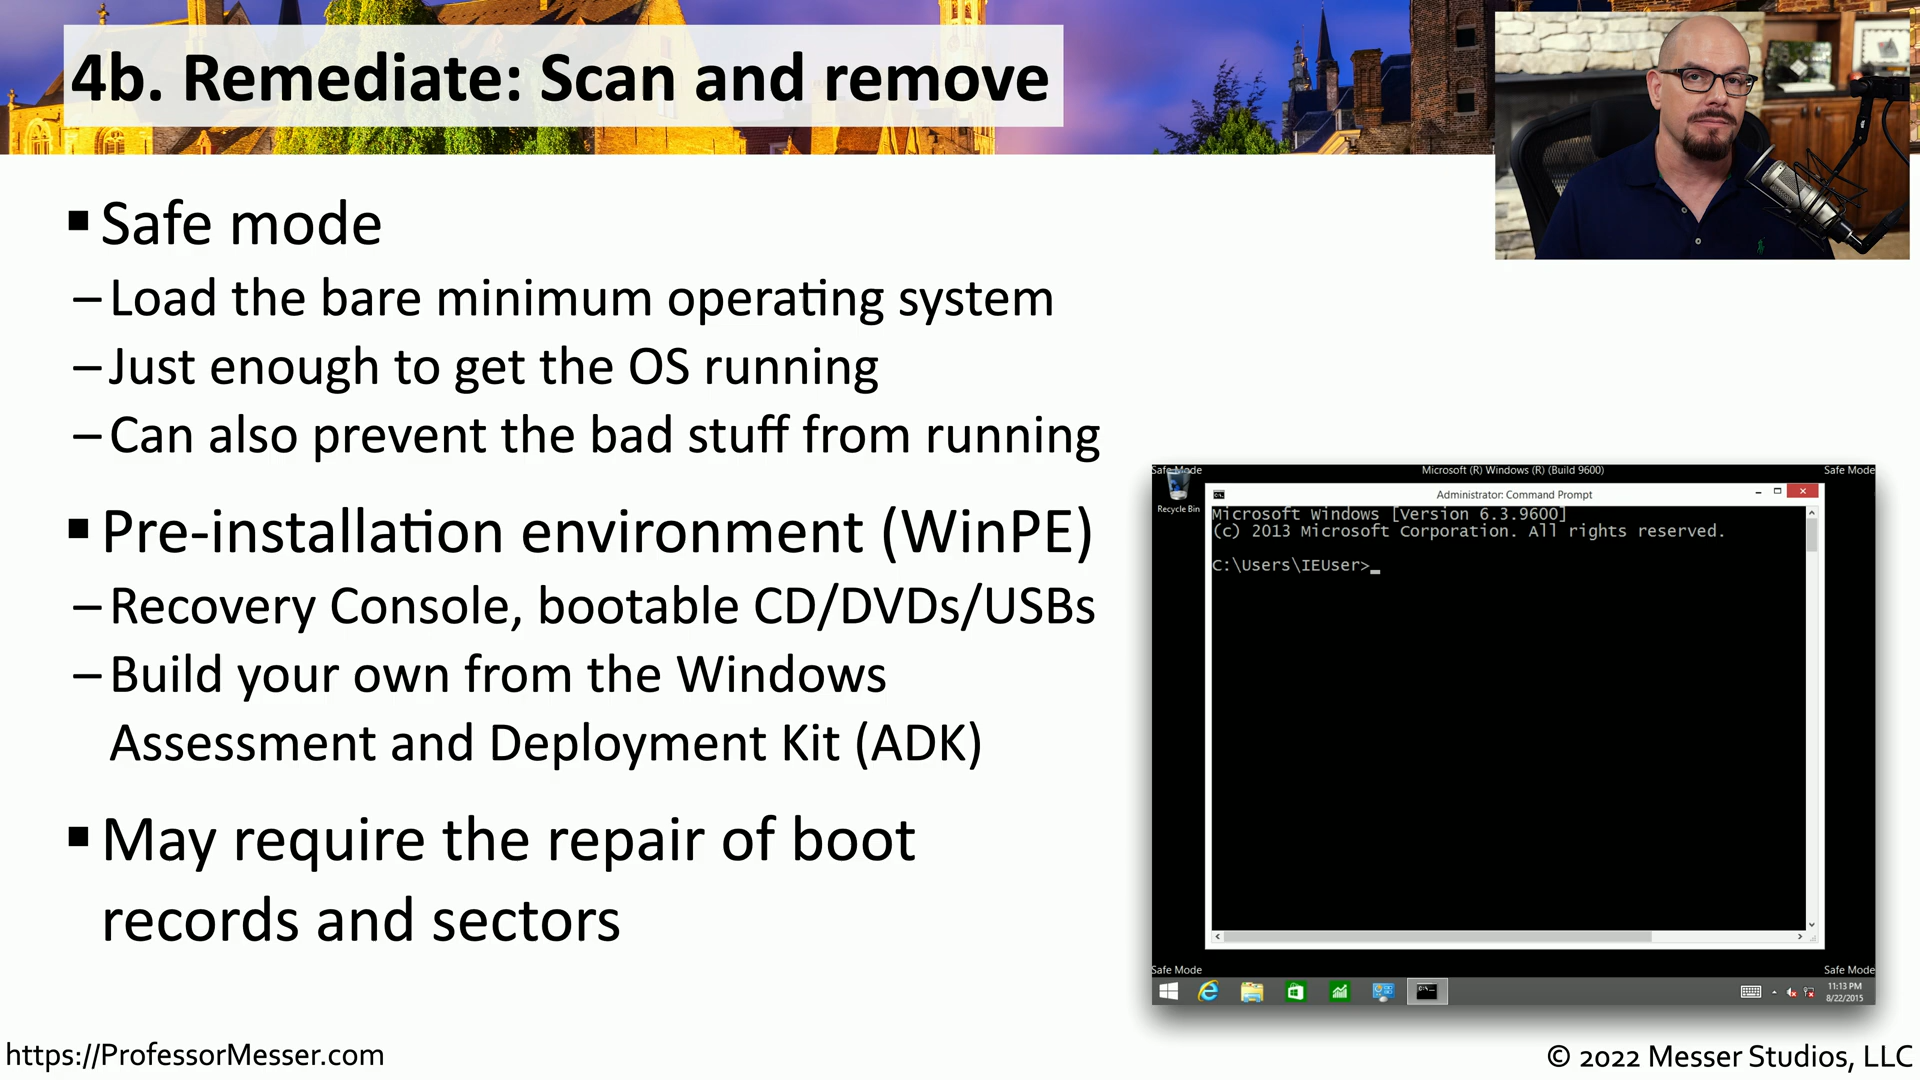 4b. Remediate: Scan and remove
▪ Safe mode
– Load the bare minimum operating system
– Just enough to get the OS running
– Can also prevent the bad stuff from running
▪ Pre-installation environment (WinPE)
– Recovery Console, bootable CD/DVDs/USBs
– Build your own from the Windows
Assessment and Deployment Kit (ADK)
▪ May require the repair of boot
records and sectors
Safe Mode
Microsoft (R) Windows (R) (Build 9600)
Safe Mode
Recycle Bin
Administrator: Command Prompt
Microsoft Windows [Version 6.3.9600]
(c) 2013 Microsoft Corporation. All rights reserved.
C:\Users\IEUser>_
Safe Mode
Safe Mode
11:13 PM
8/22/2015
https://ProfessorMesser.com
© 2022 Messer Studios, LLC